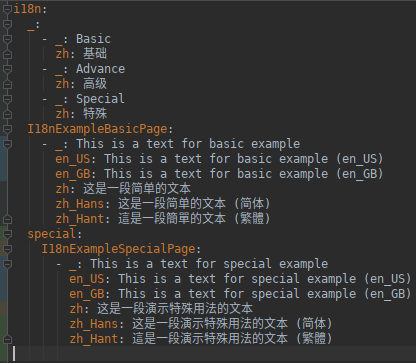 i18n:
  _:
    - _: Basic
      zh: 基础
    - _: Advance
      zh: 高级
    - _: Special
      zh: 特殊
  I18nExampleBasicPage:
    - _: This is a text for basic example
      en_US: This is a text for basic example (en_US)
      en_GB: This is a text for basic example (en_GB)
      zh: 这是一段简单的文本
      zh_Hans: 这是一段简单的文本 (简体)
      zh_Hant: 這是一段簡單的文本 (繁體)
  special:
    I18nExampleSpecialPage:
      - _: This is a text for special example
        en_US: This is a text for special example (en_US)
        en_GB: This is a text for special example (en_GB)
        zh: 这是一段演示特殊用法的文本
        zh_Hans: 这是一段演示特殊用法的文本 (简体)
        zh_Hant: 這是一段演示特殊用法的文本 (繁體)